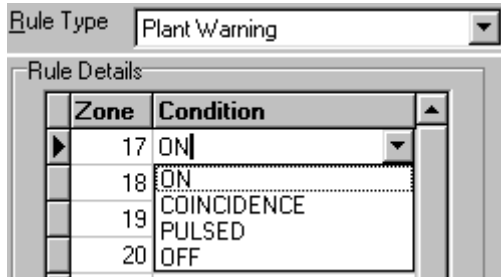 Rule Type Plant Warning
Rule Details
Zone Condition
17 ON
18 ON
COINCIDENCE
19
PULSED
20 OFF